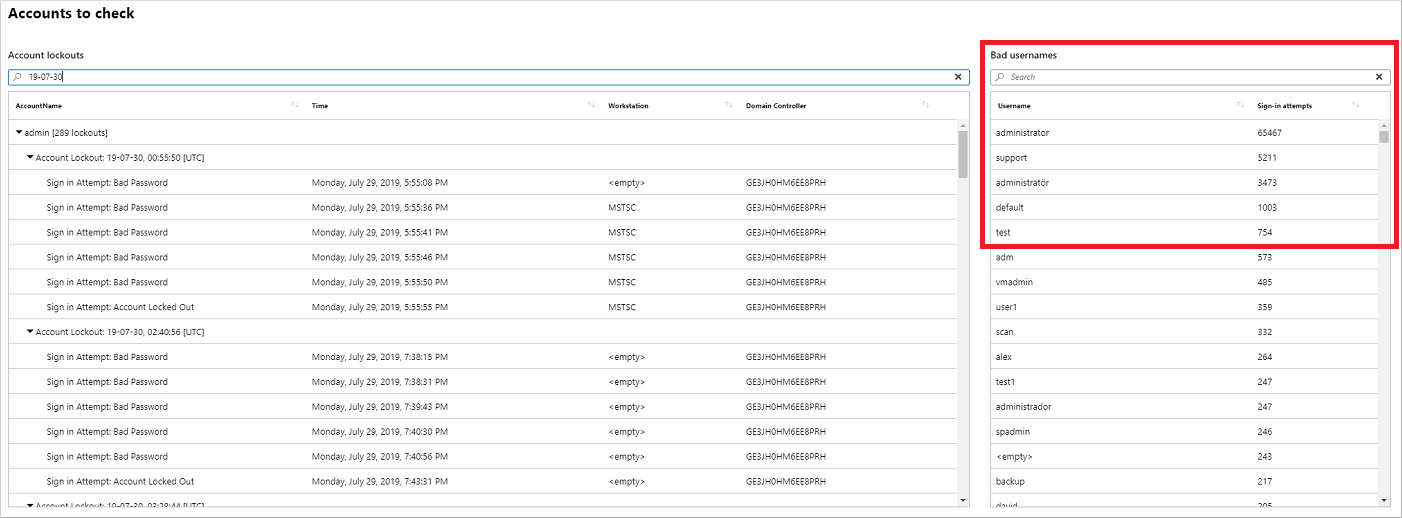 Accounts to check
Account lockouts
19-07-30
AccountName Time Workstation Domain Controller
admin [289 lockouts]
Account Lockout: 19-07-30, 00:55:50 [UTC]
Sign in Attempt: Bad Password Monday, July 29, 2019, 5:55:08 PM <empty> GE3JH0HM6EE8PRH
Sign in Attempt: Bad Password Monday, July 29, 2019, 5:55:36 PM MSTSC GE3JH0HM6EE8PRH
Sign in Attempt: Bad Password Monday, July 29, 2019, 5:55:41 PM MSTSC GE3JH0HM6EE8PRH
Sign in Attempt: Bad Password Monday, July 29, 2019, 5:55:46 PM MSTSC GE3JH0HM6EE8PRH
Sign in Attempt: Bad Password Monday, July 29, 2019, 5:55:50 PM MSTSC GE3JH0HM6EE8PRH
Sign in Attempt: Account Locked Out Monday, July 29, 2019, 5:55:55 PM MSTSC GE3JH0HM6EE8PRH
Account Lockout: 19-07-30, 02:40:56 [UTC]
Sign in Attempt: Bad Password Monday, July 29, 2019, 7:38:15 PM <empty> GE3JH0HM6EE8PRH
Sign in Attempt: Bad Password Monday, July 29, 2019, 7:38:31 PM <empty> GE3JH0HM6EE8PRH
Sign in Attempt: Bad Password Monday, July 29, 2019, 7:39:43 PM <empty> GE3JH0HM6EE8PRH
Sign in Attempt: Bad Password Monday, July 29, 2019, 7:40:30 PM <empty> GE3JH0HM6EE8PRH
Sign in Attempt: Bad Password Monday, July 29, 2019, 7:40:56 PM <empty> GE3JH0HM6EE8PRH
Sign in Attempt: Account Locked Out Monday, July 29, 2019, 7:43:31 PM <empty> GE3JH0HM6EE8PRH
Account Lockout: 19-07-30, 03:28:44 [UTC]
Bad usernames
Search
Username Sign-in attempts
administrator 65467
support 5211
administratör 3473
default 1003
test 754
adm 573
vmadmin 485
user1 359
scan 332
alex 264
test1 247
administrador 247
spadmin 246
<empty> 243
backup 217
david 205